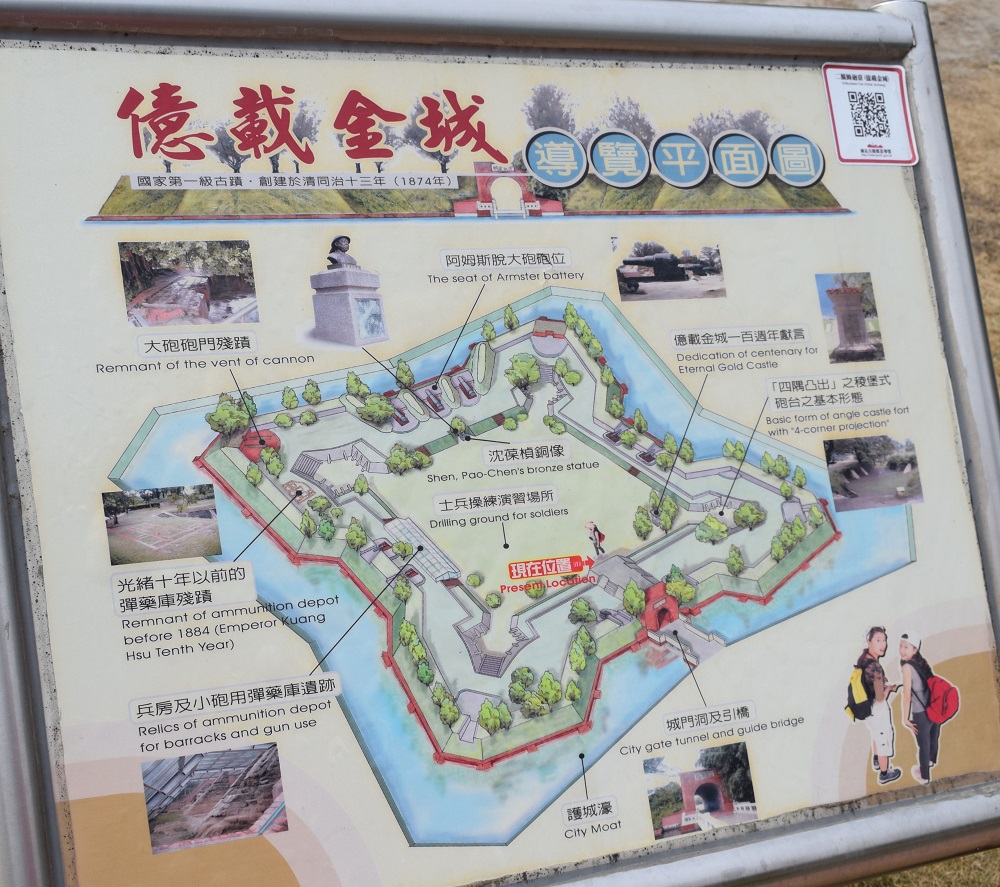 億載金城
導覽平面圖
國家第一級古蹟·創建於清同治十三年(1874年)
二鯤鯓砲臺(億載金城)
阿姆斯脫大砲砲位
The seat of Armster battery
大砲砲門殘蹟
Remnant of the vent of cannon
億載金城一百週年獻言
Dedication of centenary for
Eternal Gold Castle
「四隅凸出」之稜堡式
砲台之基本形態
Basic form of angle castle fort
with "4-corner projection"
沈葆楨銅像
Shen, Pao-Chen's bronze statue
士兵操練演習場所
Drilling ground for soldiers
現在位置
Present Location
光緒十年以前的
彈藥庫殘蹟
Remnant of ammunition depot
before 1884 (Emperor Kuang
Hsu Tenth Year)
兵房及小砲用彈藥庫遺跡
Relics of ammunition depot
for barracks and gun use
城門洞及引橋
City gate tunnel and guide bridge
護城濠
City Moat